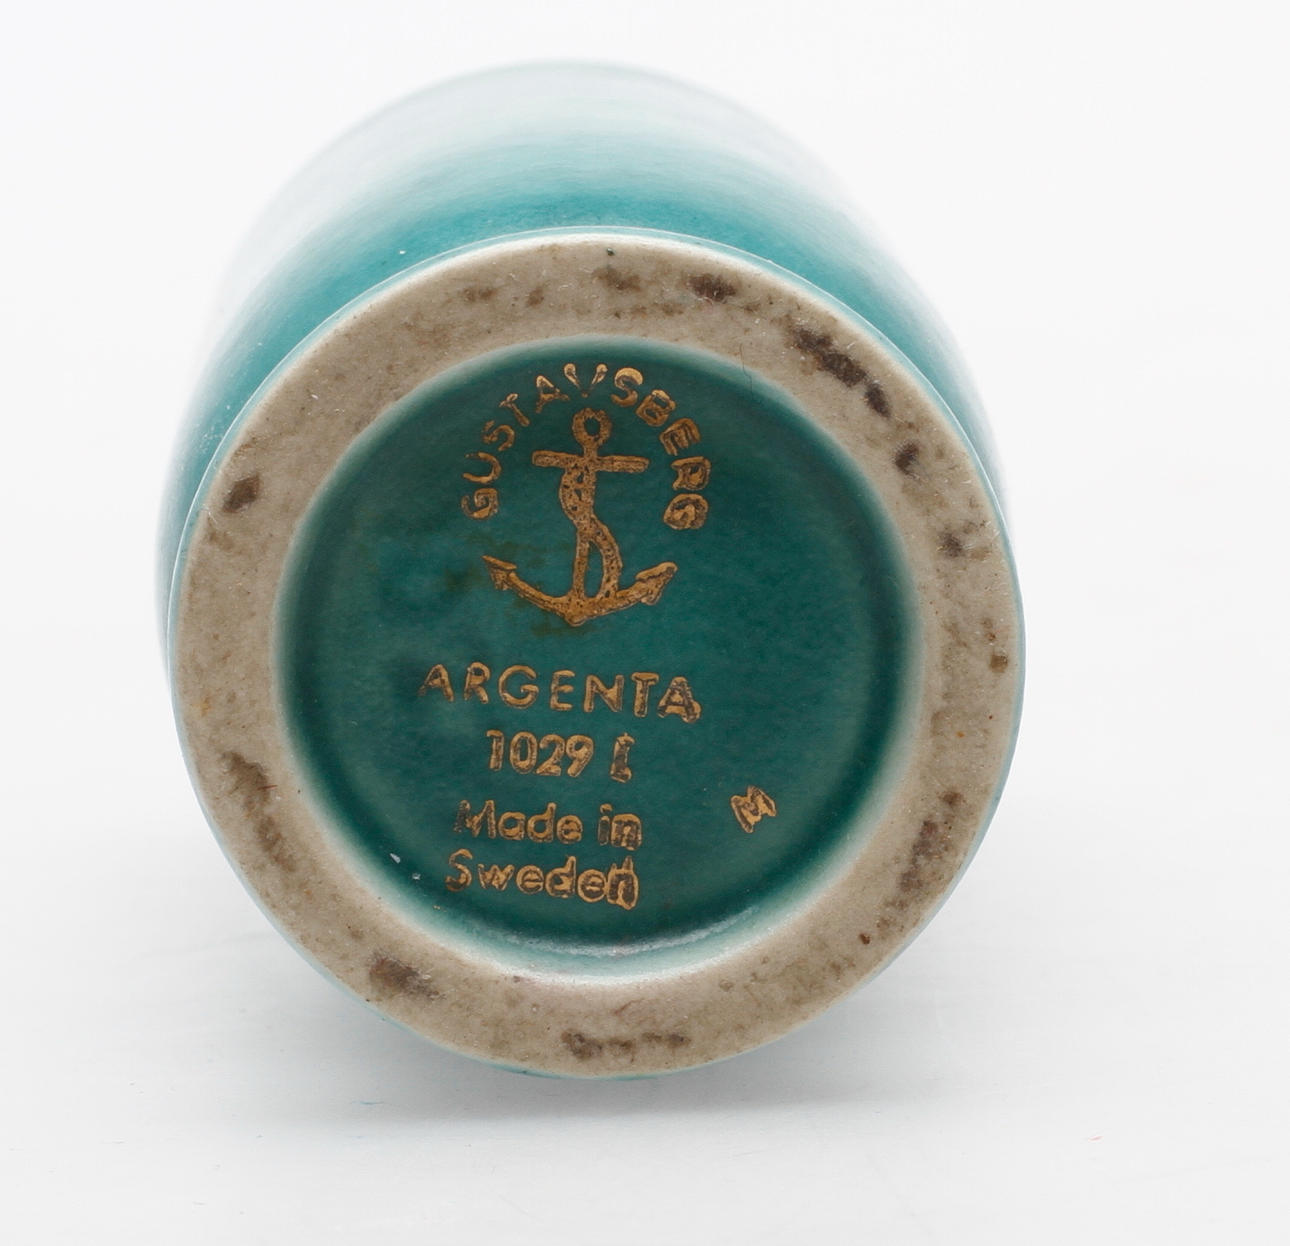 GUSTAVSBERG
ARGENTA
1029 I
M
Made in
Sweden